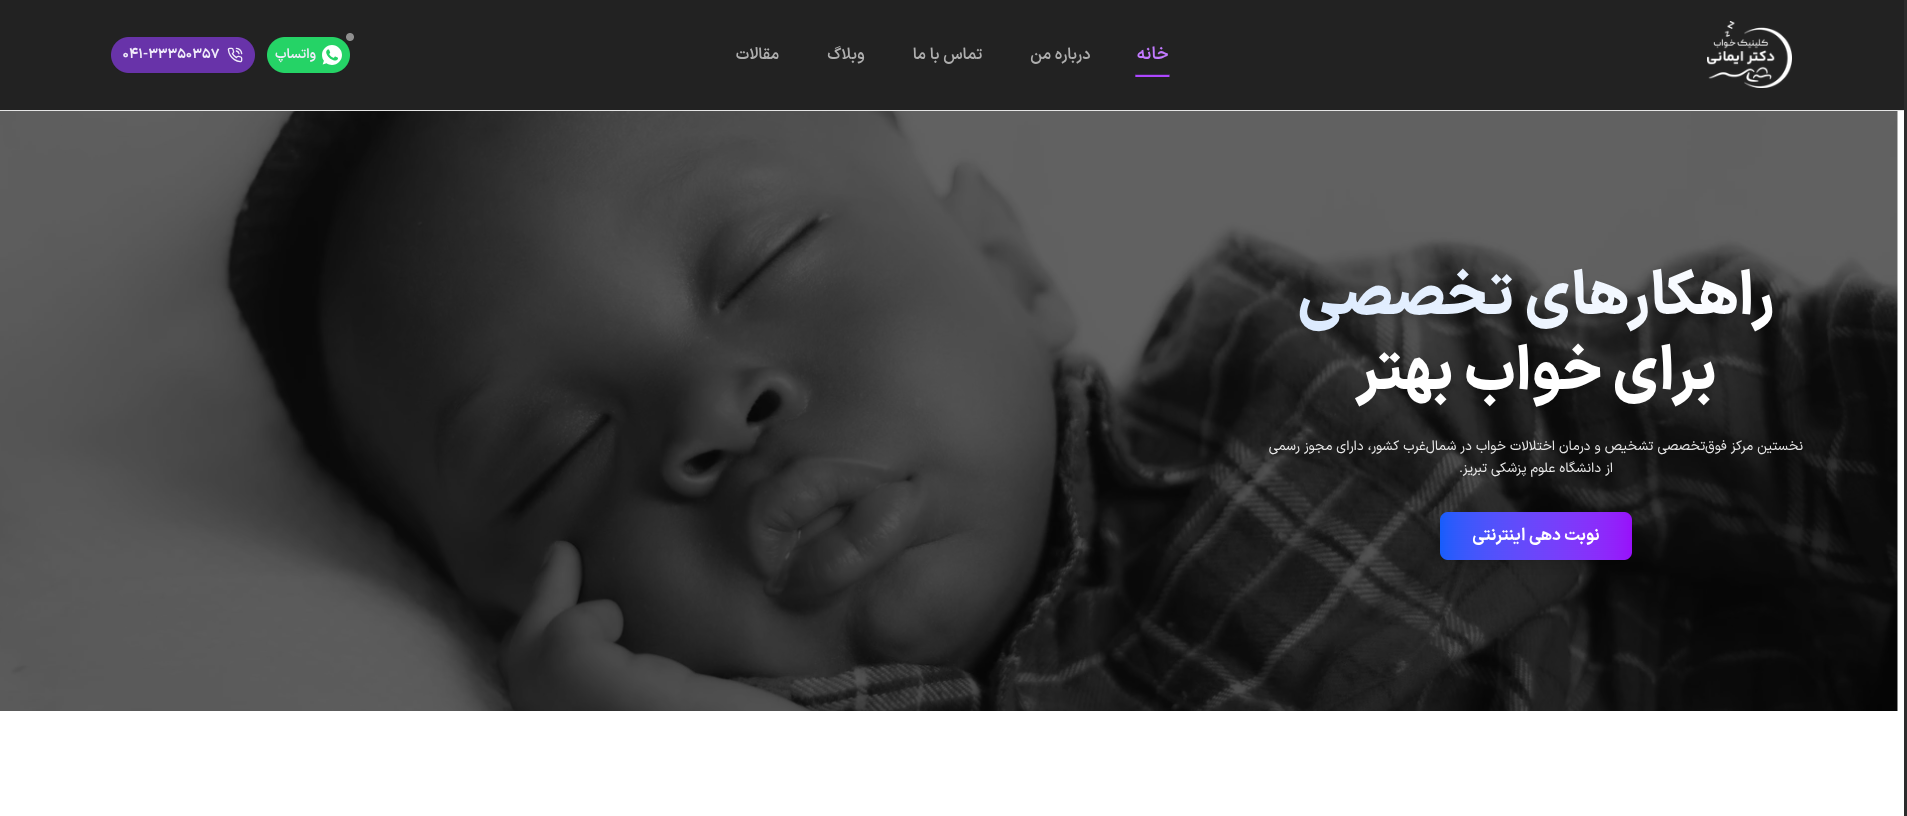 z
z
z
کلینیک خواب
دکتر ایمانی
خانه
درباره من
تماس با ما
وبلاگ
مقالات
واتساپ
۰۴۱-۳۳۳۵۰۳۵۷
راهکارهای تخصصی
برای خواب بهتر
نخستین مرکز فوق‌تخصصی تشخیص و درمان اختلالات خواب در شمال‌غرب کشور، دارای مجوز رسمی
از دانشگاه علوم پزشکی تبریز.
نوبت دهی اینترنتی